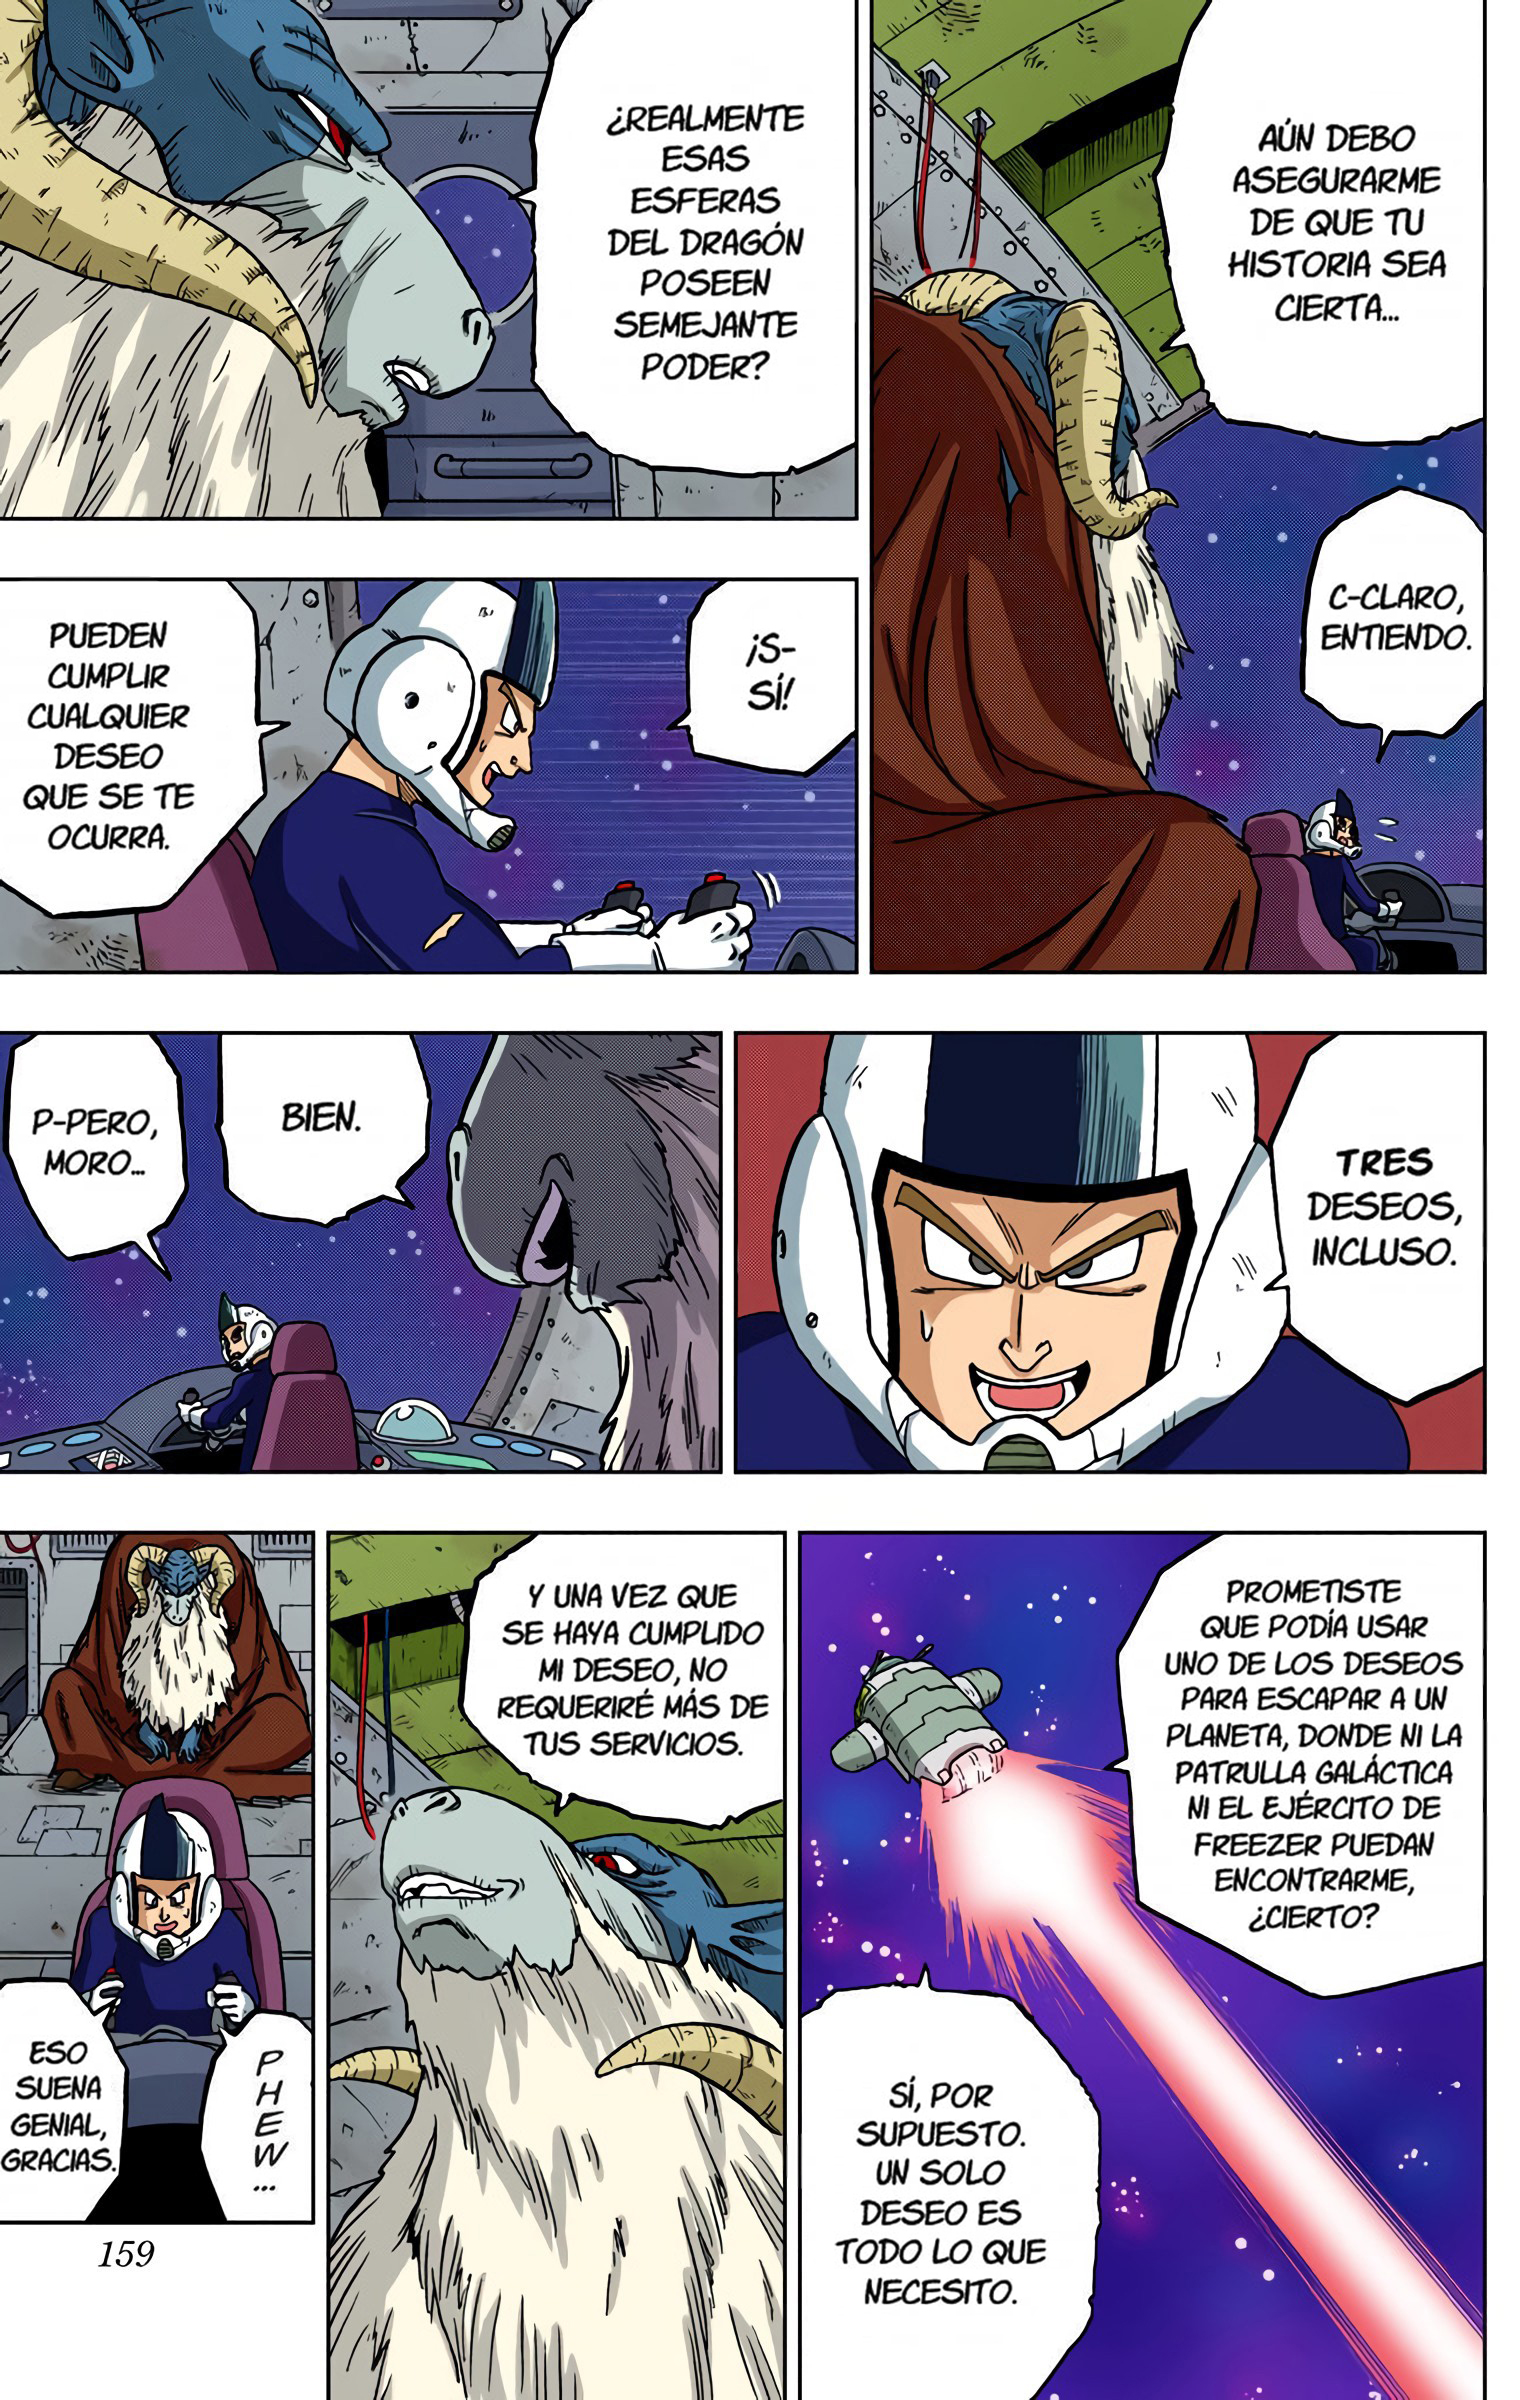 AÚN DEBO
ASEGURARME
DE QUE TU
HISTORIA SEA
CIERTA...
C-CLARO,
ENTIENDO.
¿REALMENTE
ESAS
ESFERAS
DEL DRAGÓN
POSEEN
SEMEJANTE
PODER?
¡S-
SÍ!
PUEDEN
CUMPLIR
CUALQUIER
DESEO
QUE SE TE
OCURRA.
TRES
DESEOS,
INCLUSO.
BIEN.
P-PERO,
MORO...
PROMETISTE
QUE PODÍA USAR
UNO DE LOS DESEOS
PARA ESCAPAR A UN
PLANETA, DONDE NI LA
PATRULLA GALÁCTICA
NI EL EJÉRCITO DE
FREEZER PUEDAN
ENCONTRARME,
¿CIERTO?
SÍ, POR
SUPUESTO.
UN SOLO
DESEO ES
TODO LO QUE
NECESITO.
Y UNA VEZ QUE
SE HAYA CUMPLIDO
MI DESEO, NO
REQUERIRÉ MÁS DE
TUS SERVICIOS.
PHEW...
ESO
SUENA
GENIAL,
GRACIAS.
159